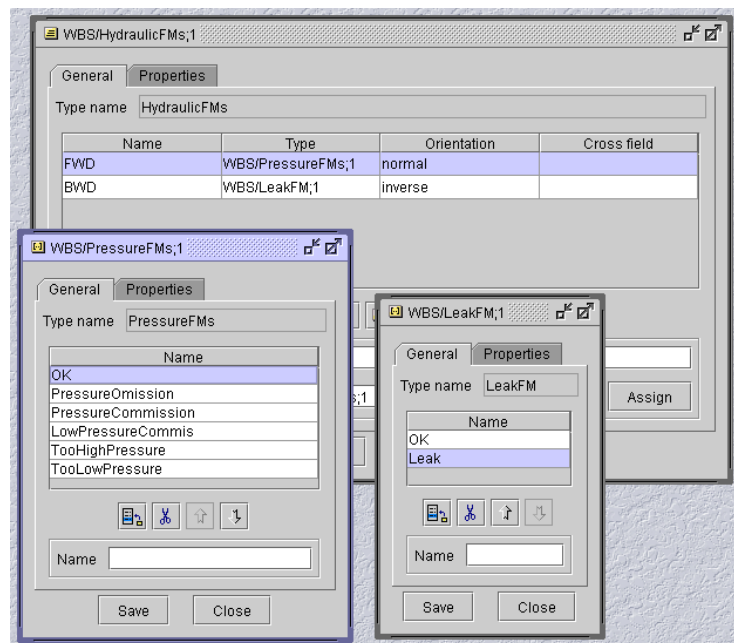 WBS/HydraulicFMs;1
General Properties
Type name HydraulicFMs
Name Type Orientation Cross field
FWD WBS/PressureFMs;1 normal
BWD WBS/LeakFM;1 inverse
WBS/PressureFMs;1
General Properties
Type name PressureFMs
Name
OK
PressureOmission
PressureCommission
LowPressureCommis
TooHighPressure
TooLowPressure
Name
Save Close
WBS/LeakFM;1
General Properties
Type name LeakFM
Name
OK
Leak
Name
Save Close
s;1
Assign